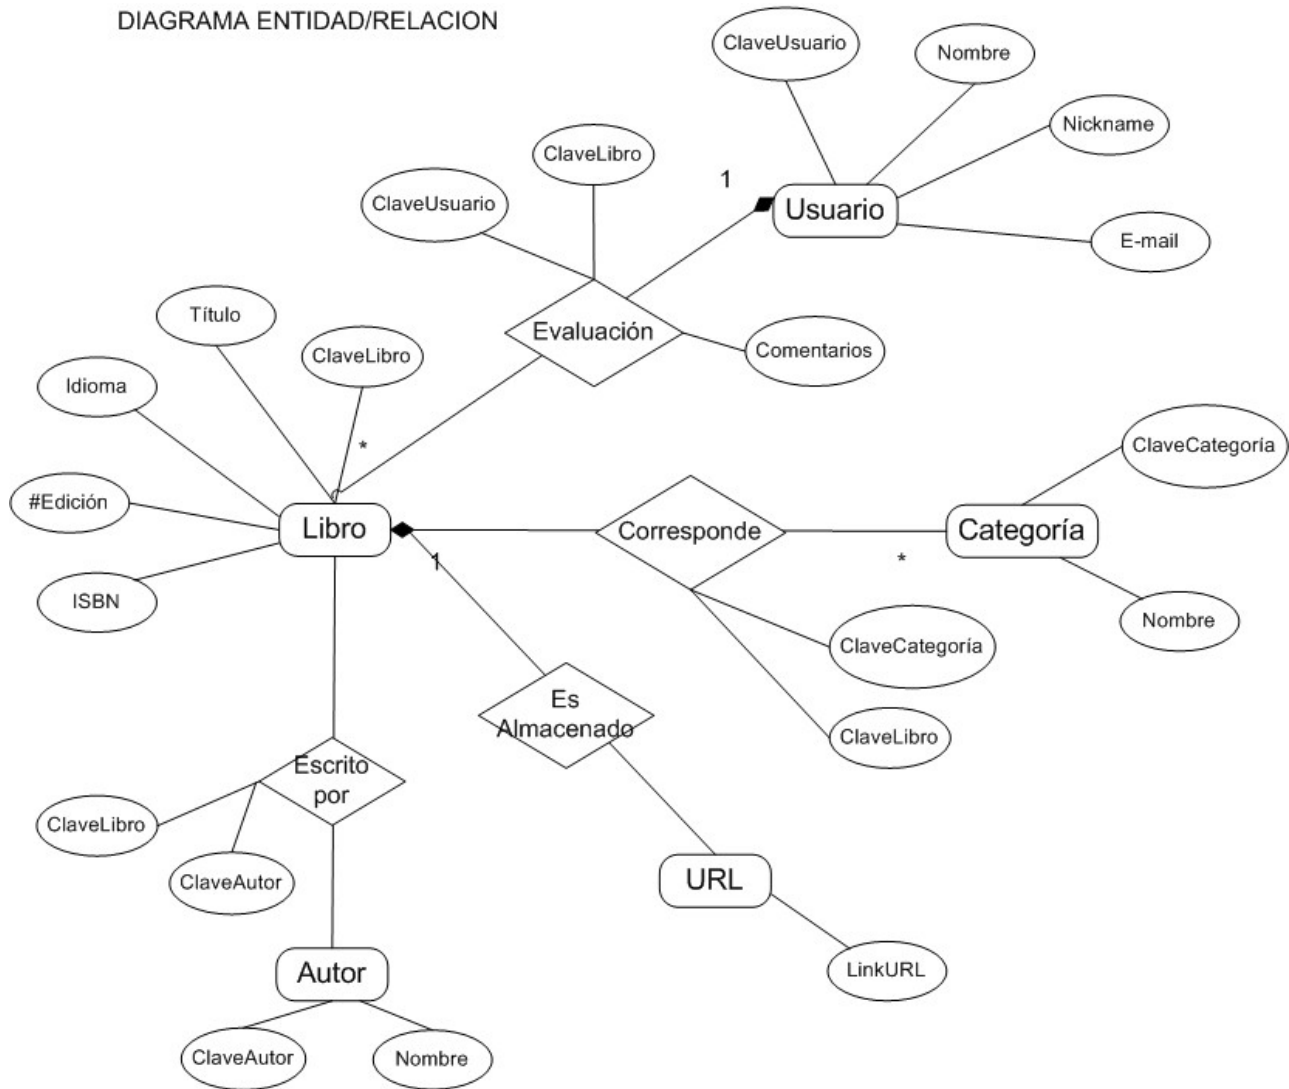 DIAGRAMA ENTIDAD/RELACION
ClaveUsuario
Nombre
Nickname
ClaveLibro
1
ClaveUsuario
Usuario
E-mail
Título
Evaluación
ClaveLibro
Comentarios
Idioma
*
ClaveCategoría
#Edición
Libro
Corresponde
Categoría
1
*
ISBN
Nombre
ClaveCategoría
Es
Almacenado
ClaveLibro
Escrito
por
ClaveLibro
ClaveAutor
URL
Autor
LinkURL
ClaveAutor
Nombre